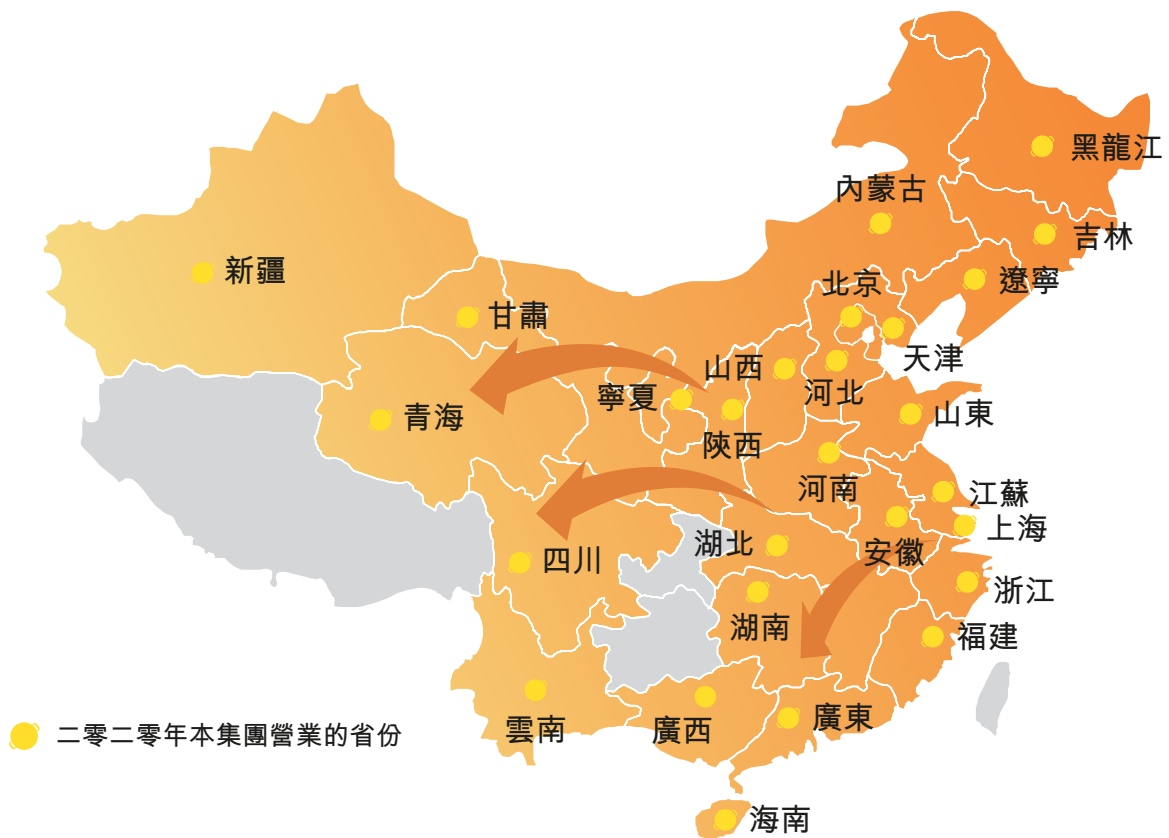 黑龍江
內蒙古
吉林
新疆
遼寧
北京
甘肅
天津
山西
河北
寧夏
青海
山東
陝西
河南
江蘇
上海
湖北
安徽
四川
浙江
湖南
福建
雲南
廣西
廣東
二零二零年本集團營業的省份
海南